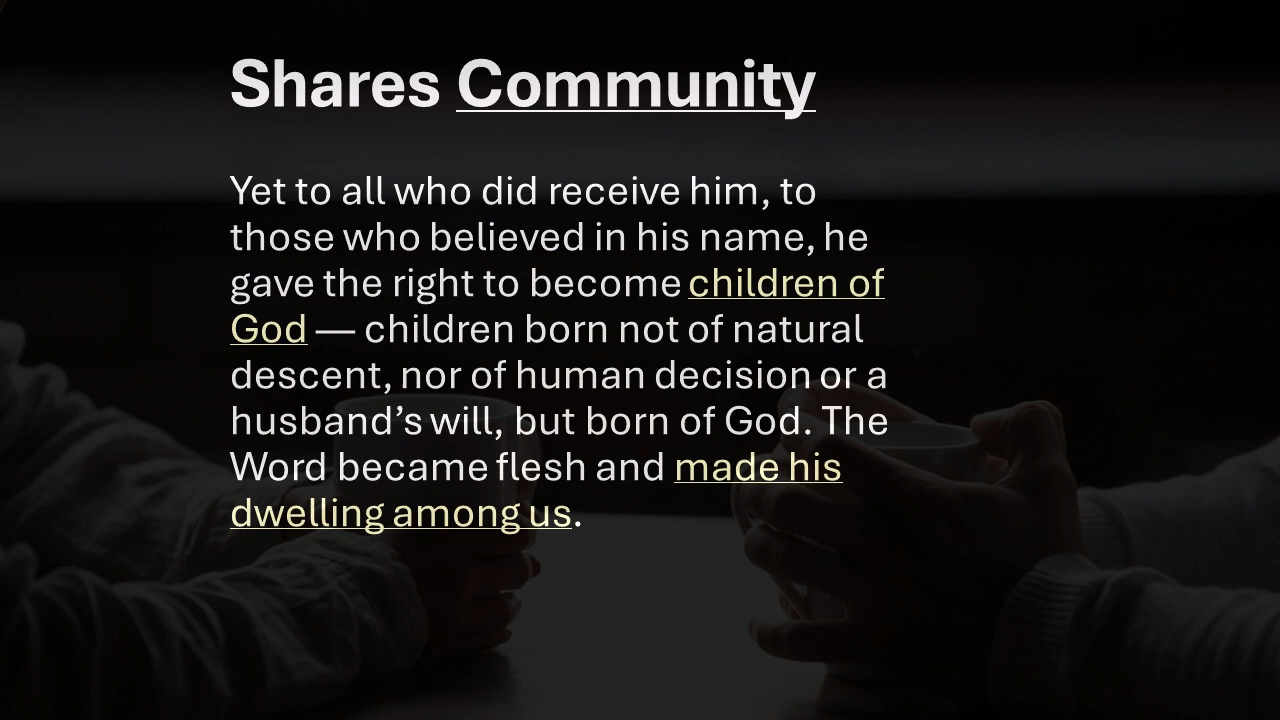 Shares Community
Yet to all who did receive him, to
those who believed in his name, he
gave the right to become children of
God — children born not of natural
descent, nor of human decision or a
husband’s will, but born of God. The
Word became flesh and made his
dwelling among us.